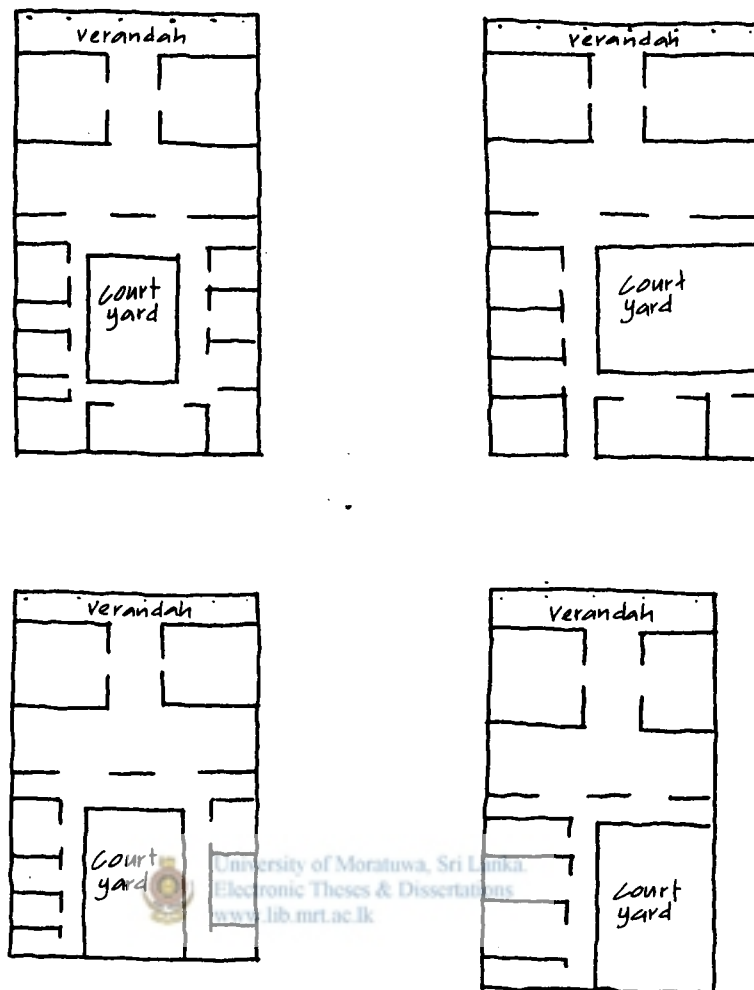 verandah
verandah
Court
yard
Court
yard
verandah
verandah
Court
yard
Court
yard
University of Moratuwa, Sri Lanka.
Electronic Theses & Dissertations
www.lib.mrt.ac.lk